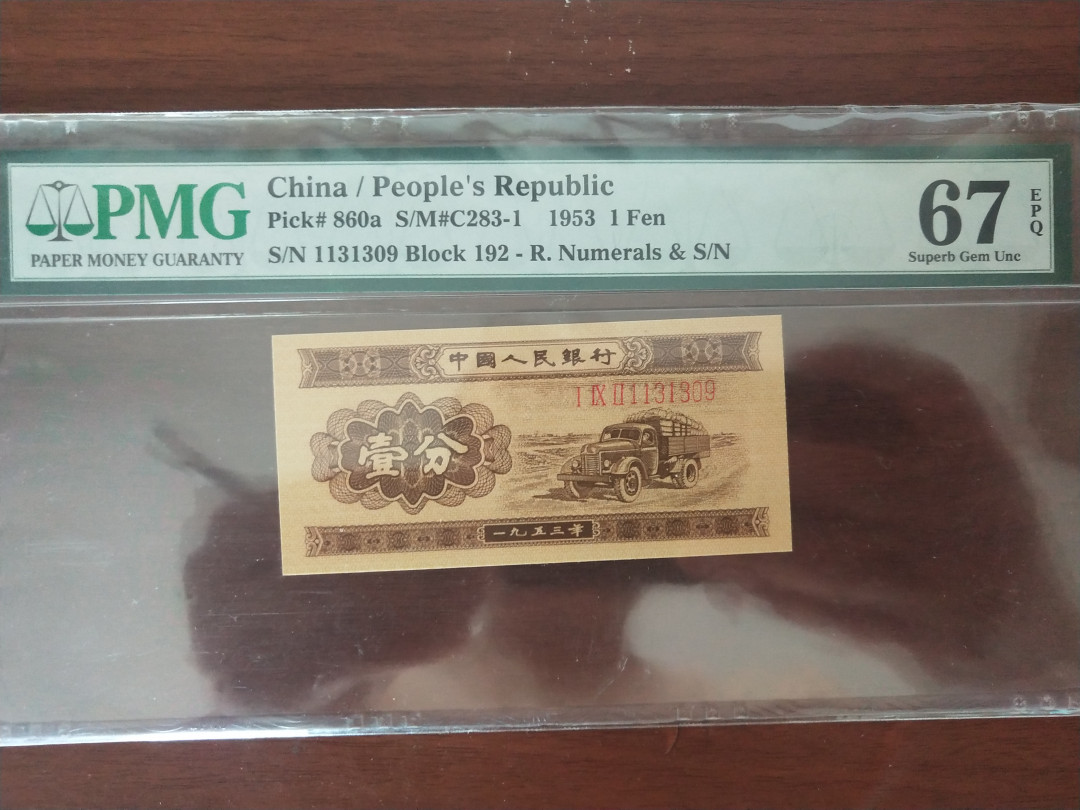 PMG
PAPER MONEY GUARANTY
China / People's Republic
Pick# 860a S/M#C283-1 1953 1 Fen
S/N 1131309 Block 192 - R. Numerals & S/N
67
EPQ
Superb Gem Unc
中國人民銀行
I IX II 1131309
壹分
一九五三年